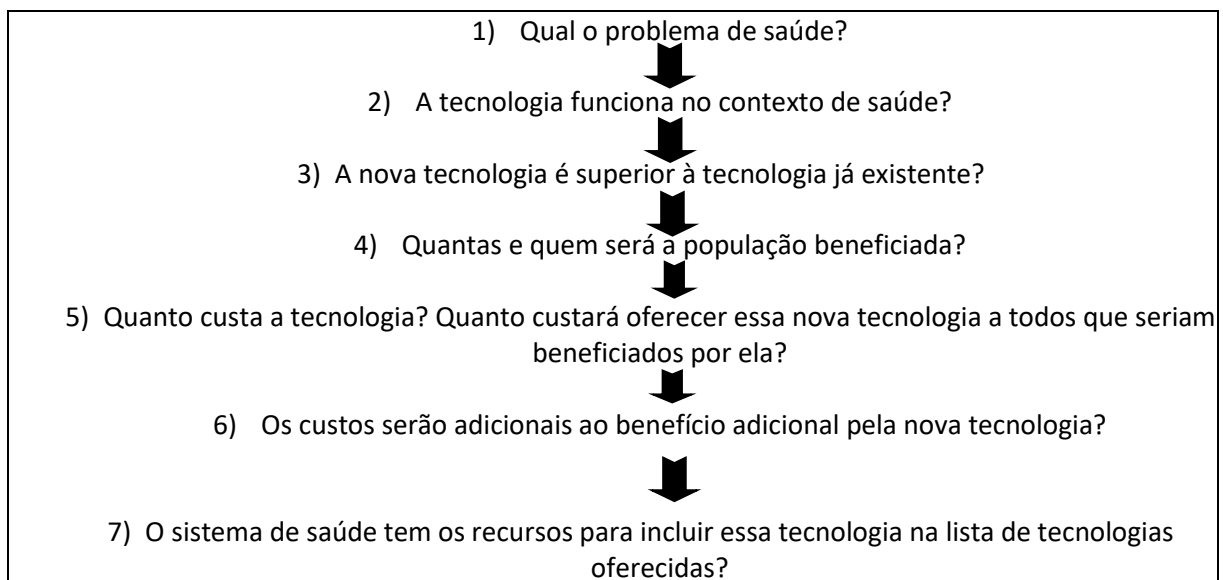 1) Qual o problema de saúde?
2) A tecnologia funciona no contexto de saúde?
3) A nova tecnologia é superior à tecnologia já existente?
4) Quantas e quem será a população beneficiada?
5) Quanto custa a tecnologia? Quanto custará oferecer essa nova tecnologia a todos que seriam
beneficiados por ela?
6) Os custos serão adicionais ao benefício adicional pela nova tecnologia?
7) O sistema de saúde tem os recursos para incluir essa tecnologia na lista de tecnologias
oferecidas?